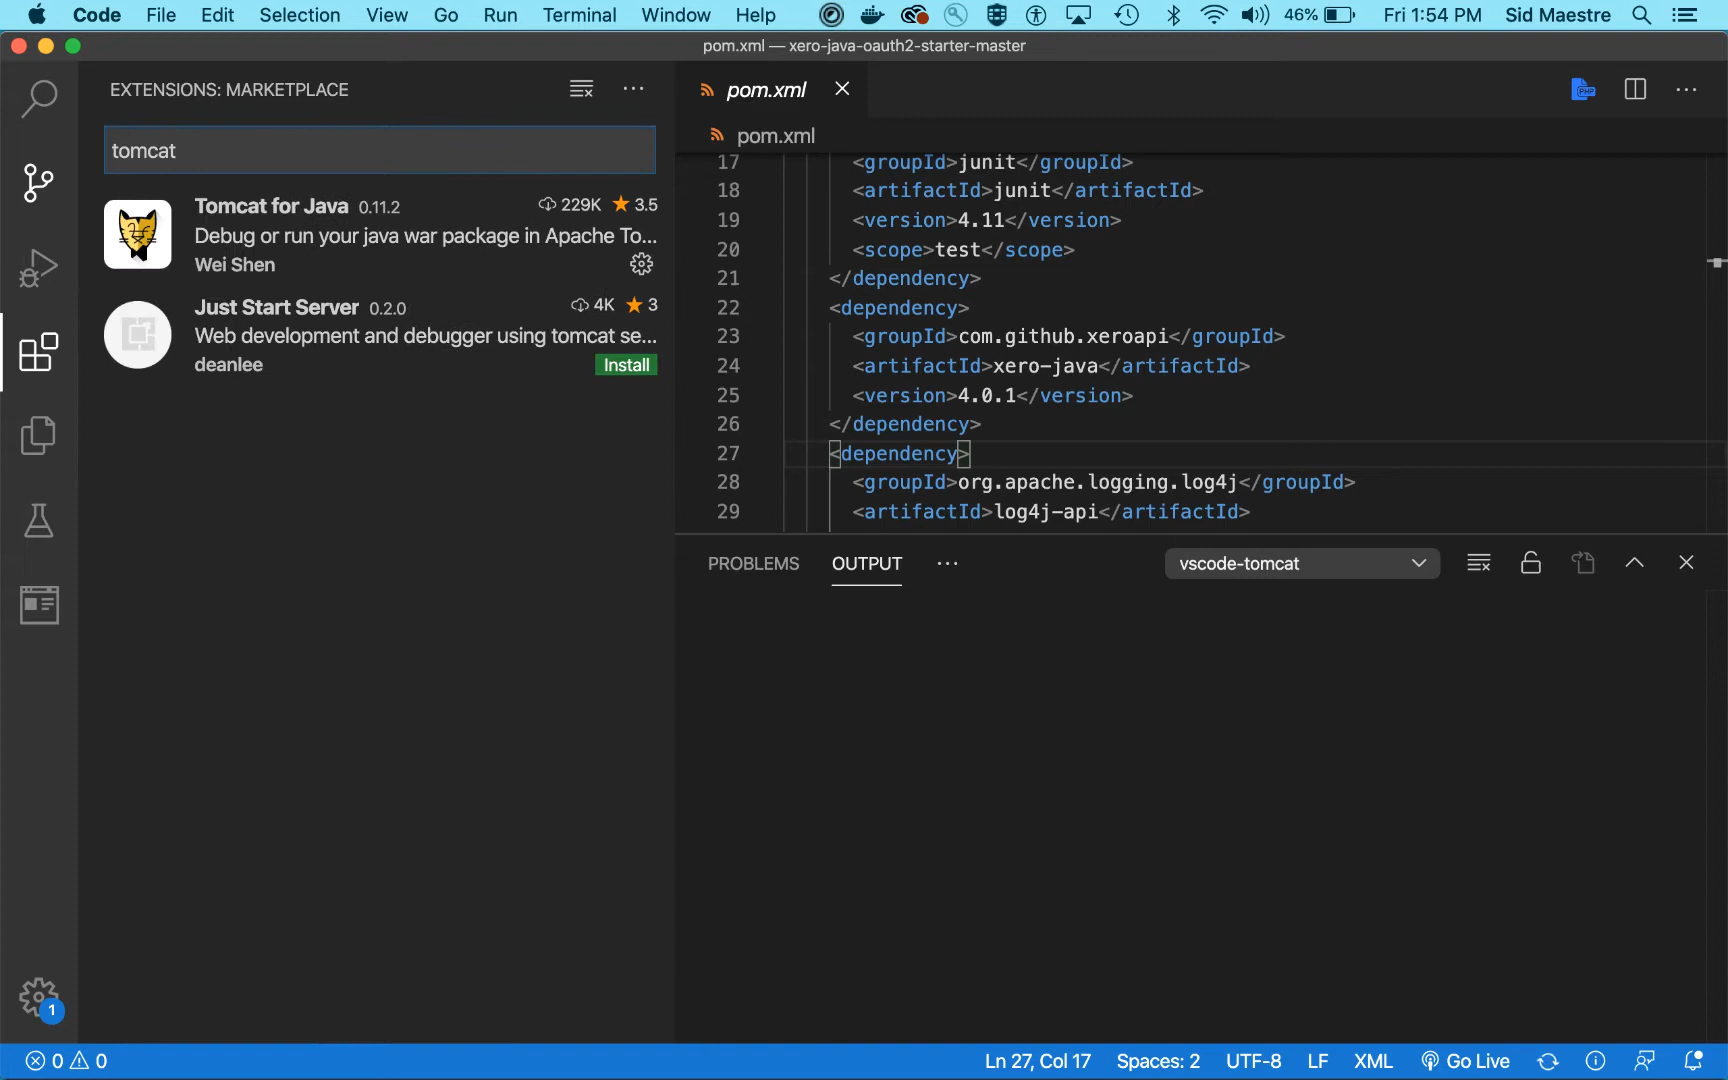 Code File Edit Selection View Go Run Terminal Window Help 46% Fri 1:54 PM Sid Maestre
pom.xml — xero-java-oauth2-starter-master
EXTENSIONS: MARKETPLACE
tomcat
Tomcat for Java 0.11.2 229K 3.5
Debug or run your java war package in Apache To...
Wei Shen
Just Start Server 0.2.0 4K 3
Web development and debugger using tomcat se...
deanlee Install
1
pom.xml
PHP
pom.xml
17 <groupId>junit</groupId>
18 <artifactId>junit</artifactId>
19 <version>4.11</version>
20 <scope>test</scope>
21 </dependency>
22 <dependency>
23 <groupId>com.github.xeroapi</groupId>
24 <artifactId>xero-java</artifactId>
25 <version>4.0.1</version>
26 </dependency>
27 <dependency>
28 <groupId>org.apache.logging.log4j</groupId>
29 <artifactId>log4j-api</artifactId>
PROBLEMS OUTPUT ... vscode-tomcat
0 0 Ln 27, Col 17 Spaces: 2 UTF-8 LF XML Go Live